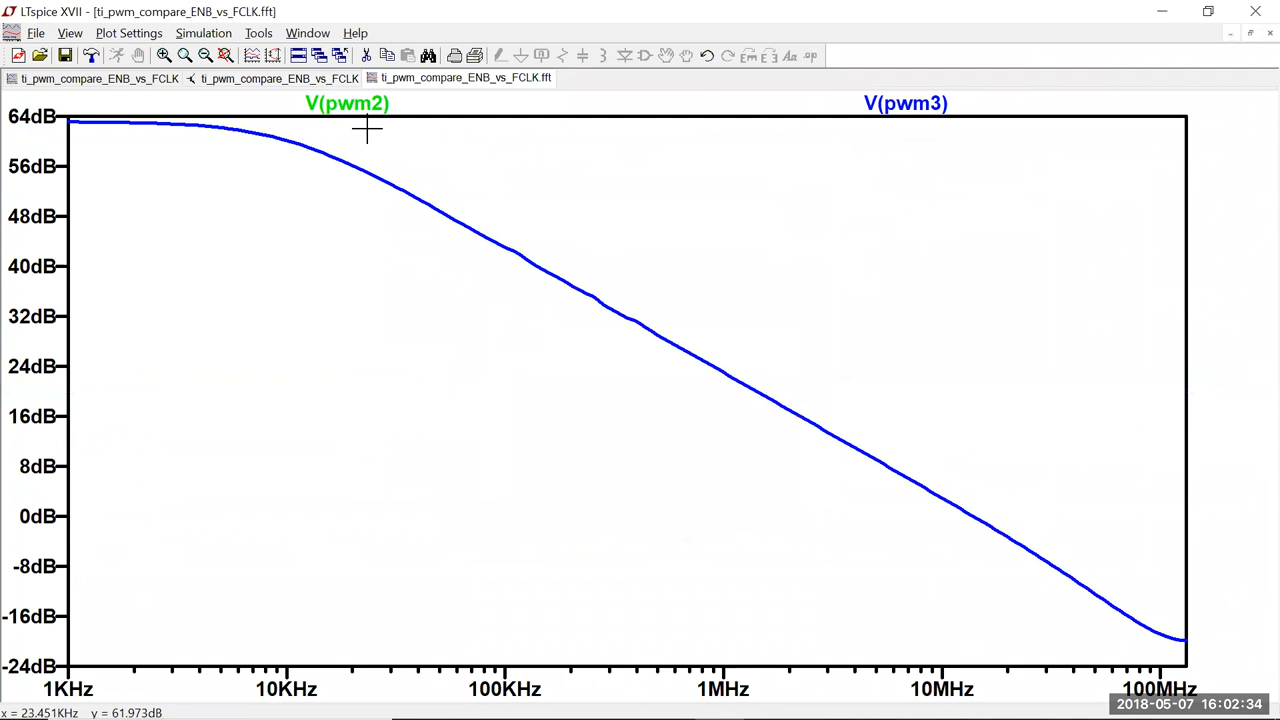 LTspice XVII - [ti_pwm_compare_ENB_vs_FCLK.fft]
File View Plot Settings Simulation Tools Window Help
ti_pwm_compare_ENB_vs_FCLK ti_pwm_compare_ENB_vs_FCLK ti_pwm_compare_ENB_vs_FCLK.fft
V(pwm2) V(pwm3)
64dB
56dB
48dB
40dB
32dB
24dB
16dB
8dB
0dB
-8dB
-16dB
-24dB
1KHz 10KHz 100KHz 1MHz 10MHz 100MHz
2018-05-07 16:02:34
x = 23.451KHz y = 61.973dB